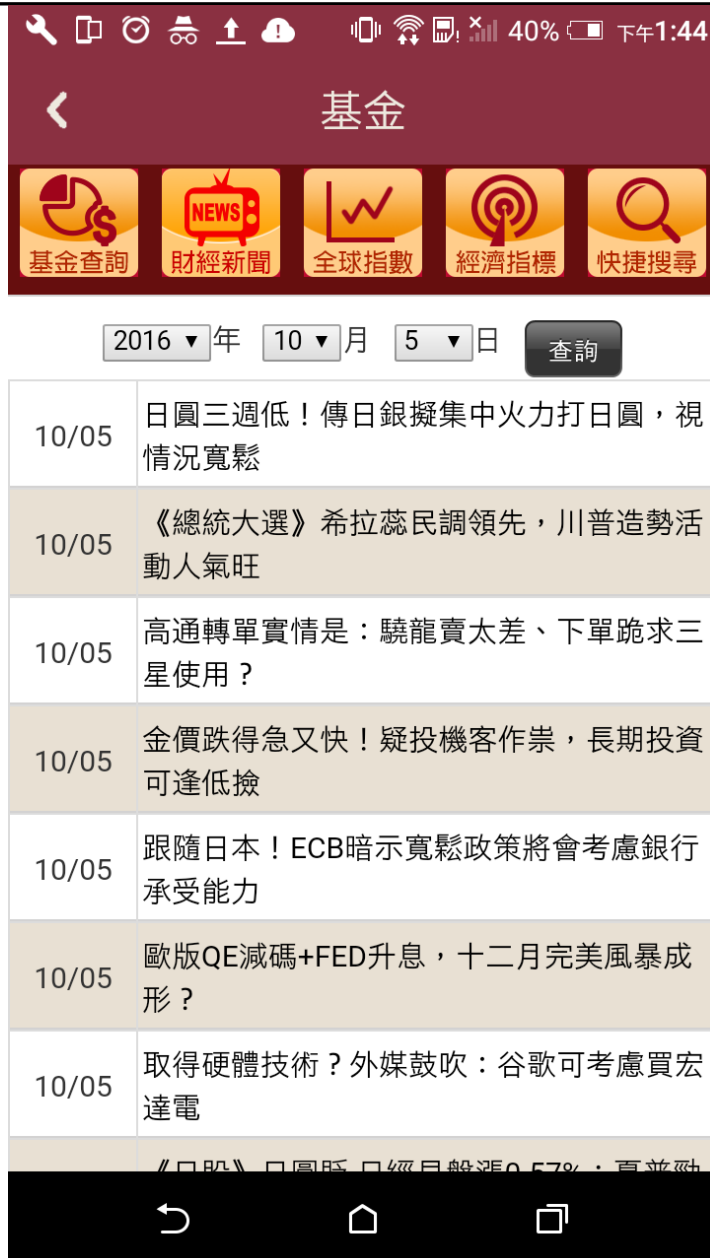 40% 下午1:44
基金
NEWS
基金查詢 財經新聞 全球指數 經濟指標 快捷搜尋
2016 ▼ 年 10 ▼ 月 5 ▼ 日 查詢
10/05 日圓三週低！傳日銀擬集中火力打日圓，視
情況寬鬆
10/05 《總統大選》希拉蕊民調領先，川普造勢活
動人氣旺
10/05 高通轉單實情是：驍龍賣太差、下單跪求三
星使用？
10/05 金價跌得急又快！疑投機客作祟，長期投資
可逢低撿
10/05 跟隨日本！ECB暗示寬鬆政策將會考慮銀行
承受能力
10/05 歐版QE減碼+FED升息，十二月完美風暴成
形？
10/05 取得硬體技術？外媒鼓吹：谷歌可考慮買宏
達電